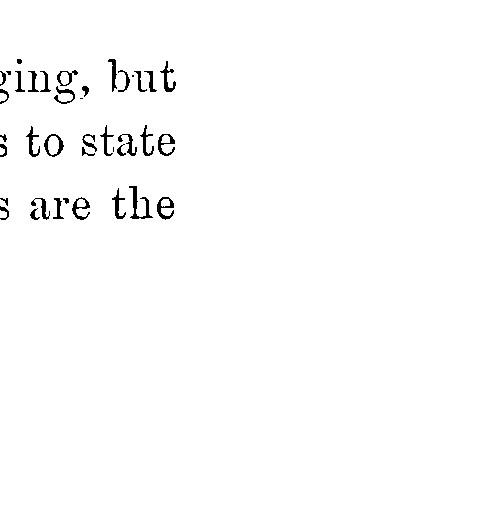 ging, but
s to state
s are the